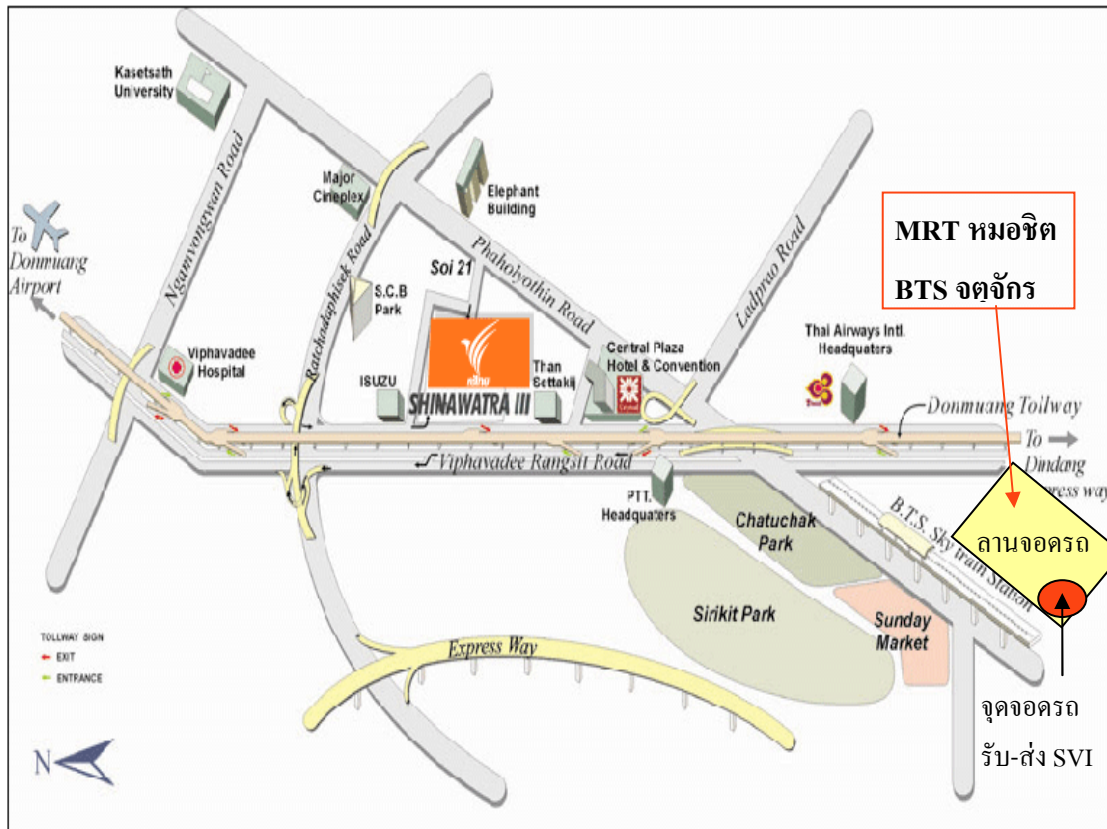 Kasetsath
University
Ngamvongwan Road
To
Donmuang
Airport
Major
Cineplex
Elephant
Building
Ratchadaphisek Road
Soi 21
Phaholyothin Road
Ladprao Road
S.C.B
Park
MRT หมอชิต
BTS จตุจักร
Viphavadee
Hospital
ISUZU
SHINAWATRA III
Than
Settakij
Central Plaza
Hotel & Convention
Thai Airways Intl.
Headquaters
Donmuang Tollway
To
Dindang
press way
Viphavadee Rangsit Road
PTT.
Headquaters
Chatuchak
Park
B.T.S. Sky train Station
ลานจอดรถ
Sirikit Park
Sunday
Market
Express Way
TOLLWAY SIGN
EXIT
ENTRANCE
N
จุดจอดรถ
รับ-ส่ง SVI